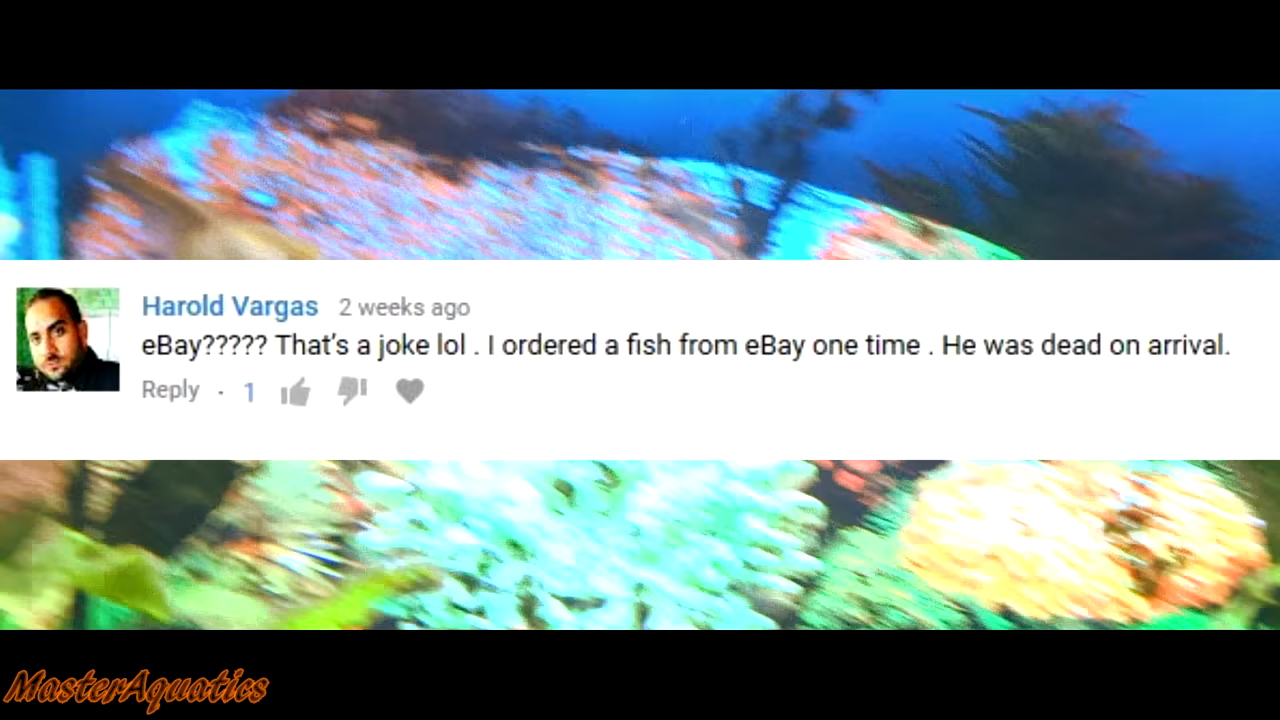 Harold Vargas 2 weeks ago
eBay????? That's a joke lol . I ordered a fish from eBay one time . He was dead on arrival.
Reply · 1
MasterAquatics